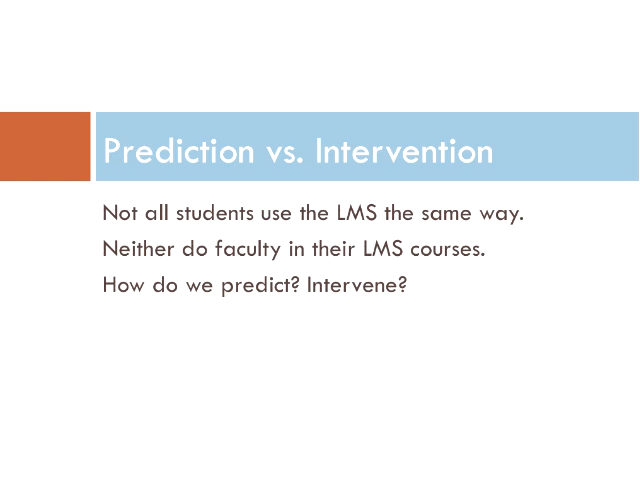 Prediction vs. Intervention
Not all students use the LMS the same way.
Neither do faculty in their LMS courses.
How do we predict? Intervene?